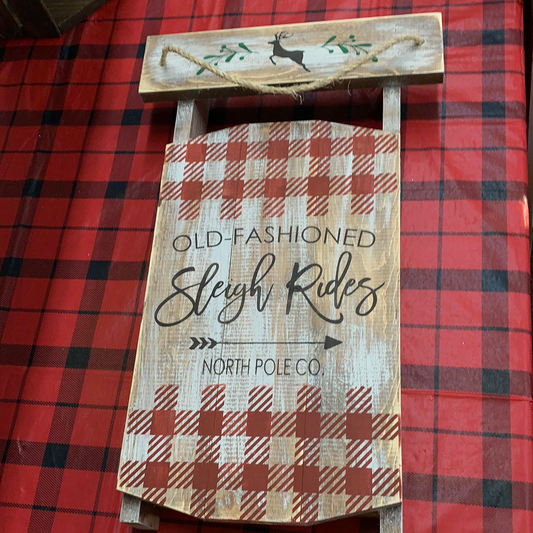 OLD-FASHIONED
Sleigh Rides
NORTH POLE CO.